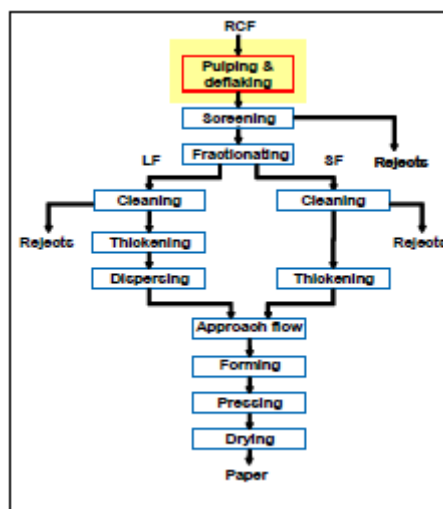 RCF
Pulping &
deflaking
Screening
Rejects
Fractionating
LF
SF
Cleaning
Cleaning
Rejects
Rejects
Thickening
Dispersing
Thickening
Approach flow
Forming
Pressing
Drying
Paper